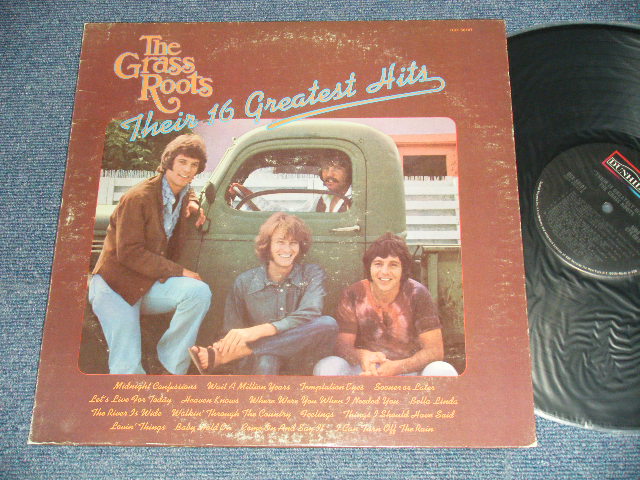 The
Grass
Roots
Their 16 Greatest Hits
Midnight Confusions Wait A Million Years Temptation Eyes Sooner or Later
Let's Live For Today Heaven Knows Where Were You When I Needed You Bella Linda
The River Is Wide Walkin' Through The Country Feelings Things I Should Have Said
Lovin' Things Baby Hold On Come On And Say It I Can Turn Off The Rain
DUNHILL